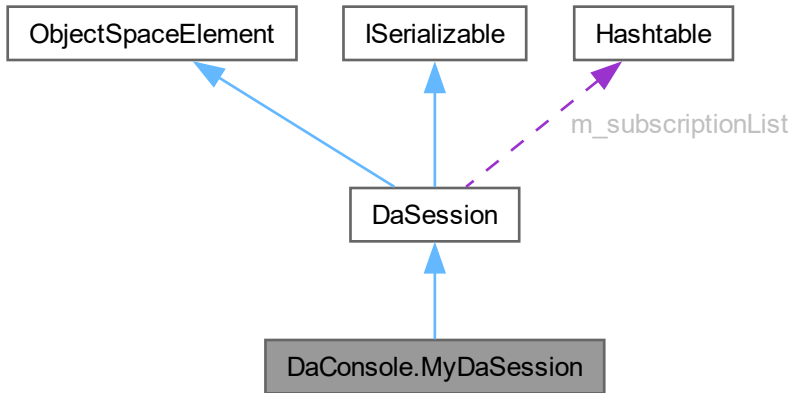 ObjectSpaceElement
ISerializable
Hashtable
m_subscriptionList
DaSession
DaConsole.MyDaSession